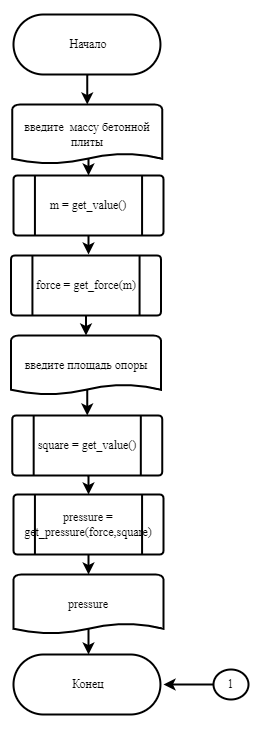 Начало
введите массу бетонной
плиты
m = get_value()
force = get_force(m)
введите площадь опоры
square = get_value()
pressure =
get_pressure(force,square)
pressure
Конец
1